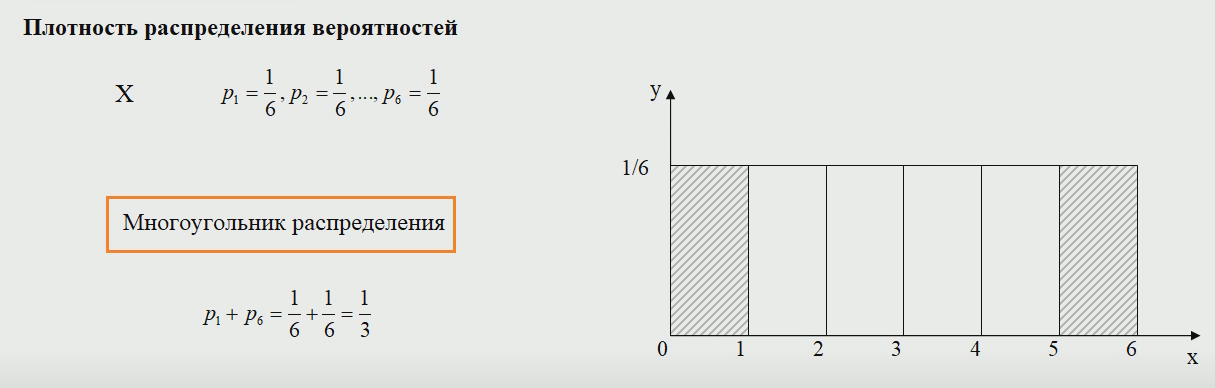 Плотность распределения вероятностей
X p₁ = 1/6, p₂ = 1/6, ..., p₆ = 1/6
Многоугольник распределения
p₁ + p₆ = 1/6 + 1/6 = 1/3
y
1/6
0 1 2 3 4 5 6
x